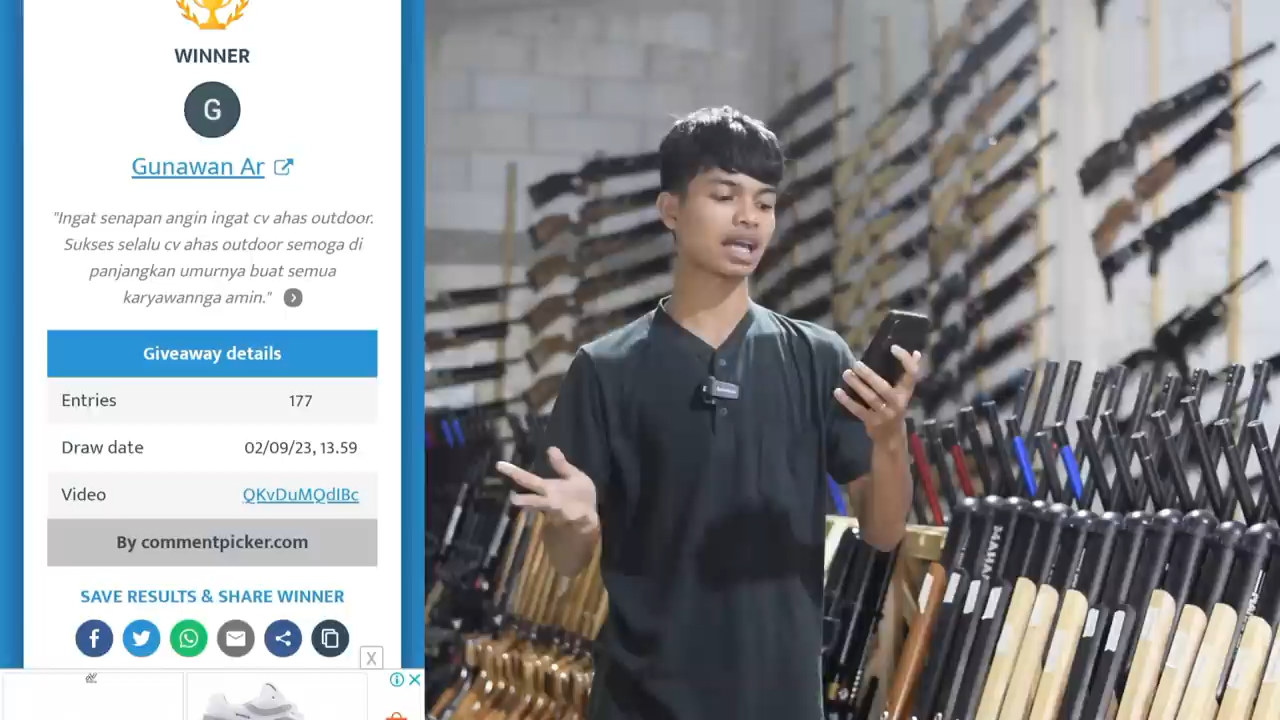 WINNER
G
Gunawan Ar
"Ingat senapan angin ingat cv ahas outdoor.
Sukses selalu cv ahas outdoor semoga di
panjangkan umurnya buat semua
karyawannga amin."
Giveaway details
Entries 177
Draw date 02/09/23, 13.59
Video QKvDuMQdIBc
By commentpicker.com
SAVE RESULTS & SHARE WINNER
X